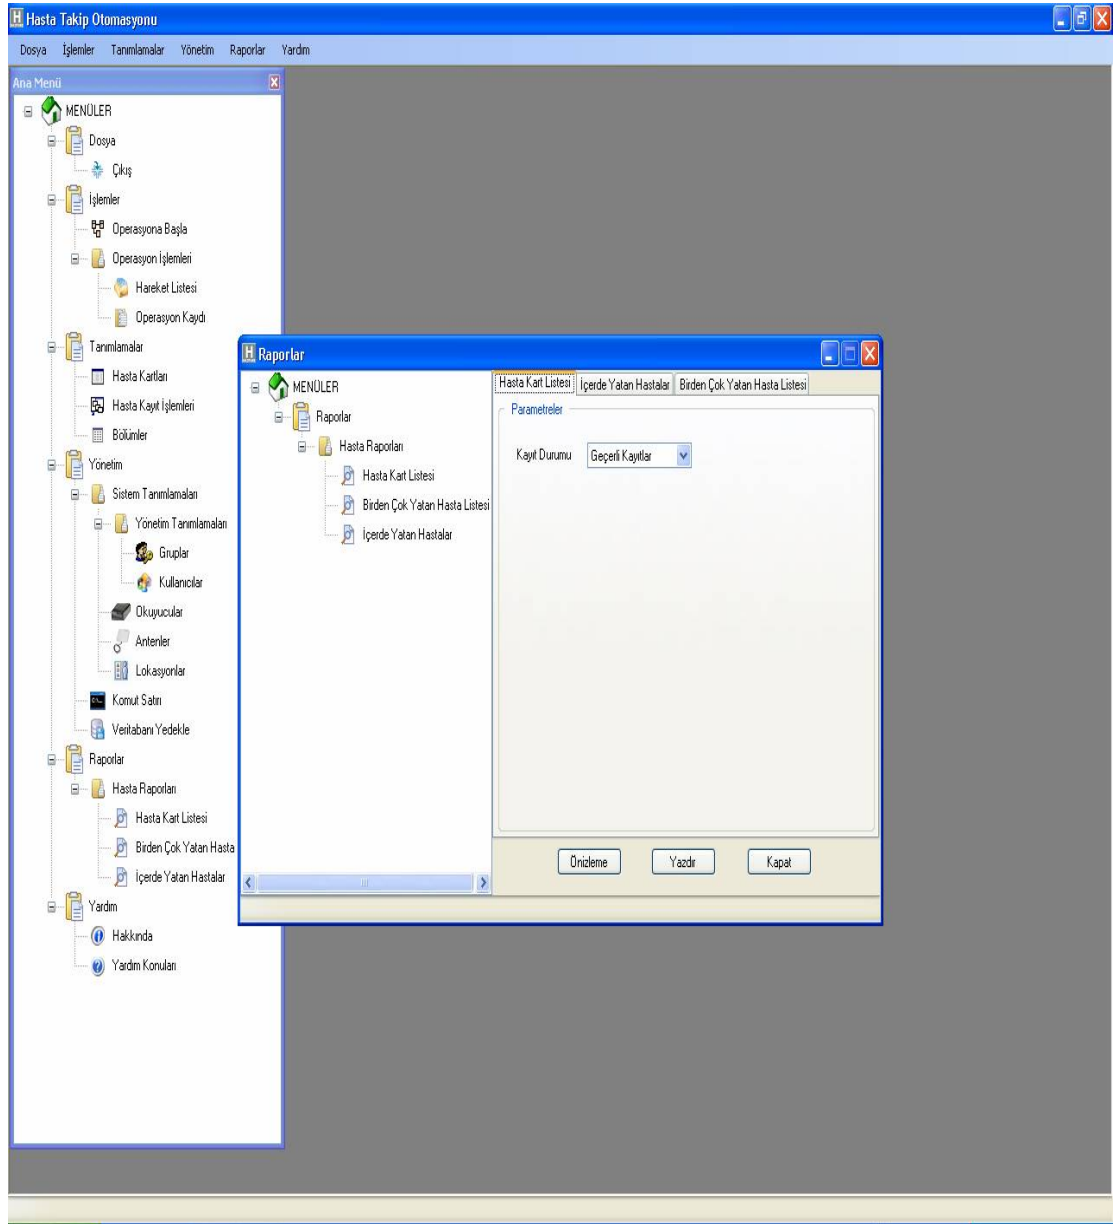 Hasta Takip Otomasyonu
Dosya İşlemler Tanımlamalar Yönetim Raporlar Yardım
Ana Menü
MENÜLER
Dosya
Çıkış
İşlemler
Operasyona Başla
Operasyon İşlemleri
Hareket Listesi
Operasyon Kaydı
Tanımlamalar
Hasta Kartları
Hasta Kayıt İşlemleri
Bölümler
Yönetim
Sistem Tanımlamaları
Yönetim Tanımlamaları
Gruplar
Kullanıcılar
Okuyucular
Antenler
Lokasyonlar
Komut Satırı
Veritabanı Yedekle
Raporlar
Hasta Raporları
Hasta Kart Listesi
Birden Çok Yatan Hasta
İçerde Yatan Hastalar
Yardım
Hakkında
Yardım Konuları
Raporlar
MENÜLER
Raporlar
Hasta Raporları
Hasta Kart Listesi
Birden Çok Yatan Hasta Listesi
İçerde Yatan Hastalar
Hasta Kart Listesi İçerde Yatan Hastalar Birden Çok Yatan Hasta Listesi
Parametreler
Kayıt Durumu Geçerli Kayıtlar
Önizleme Yazdır Kapat